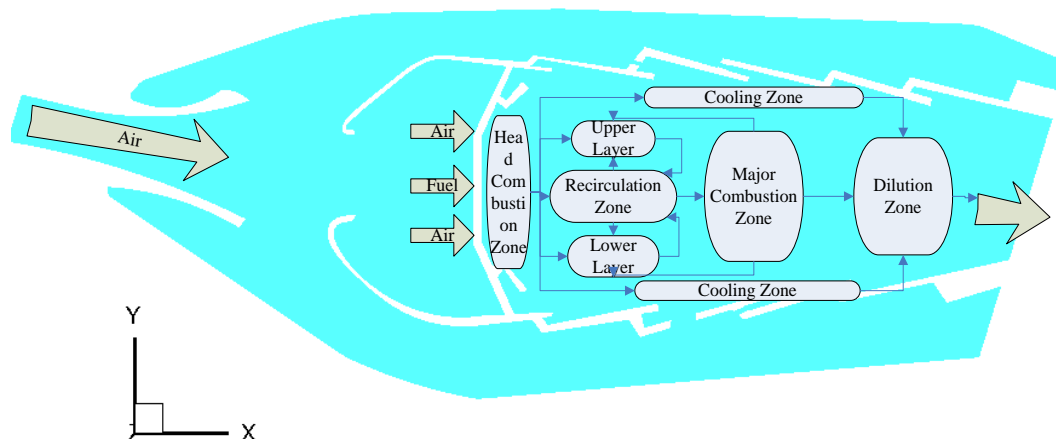 Air
Air
Fuel
Air
Hea
d
Com
busti
on
Zone
Cooling Zone
Upper
Layer
Recirculation
Zone
Lower
Layer
Major
Combustion
Zone
Dilution
Zone
Cooling Zone
Y
X